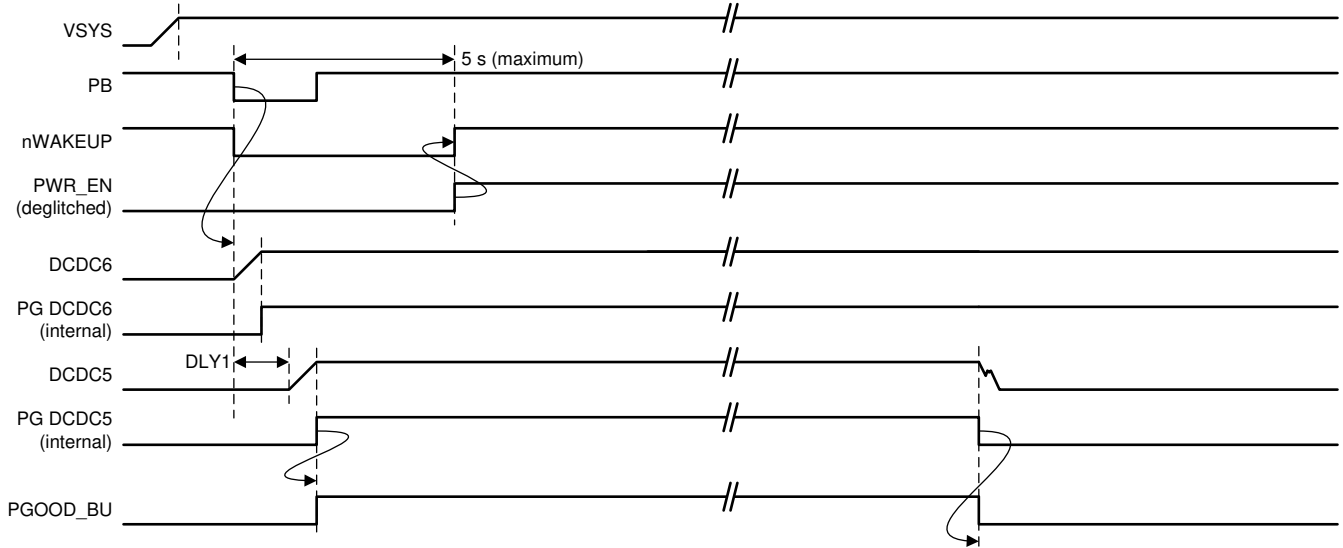 VSYS
5 s (maximum)
PB
nWAKEUP
PWR_EN
(deglitched)
DCDC6
PG DCDC6
(internal)
DLY1
DCDC5
PG DCDC5
(internal)
PGOOD_BU